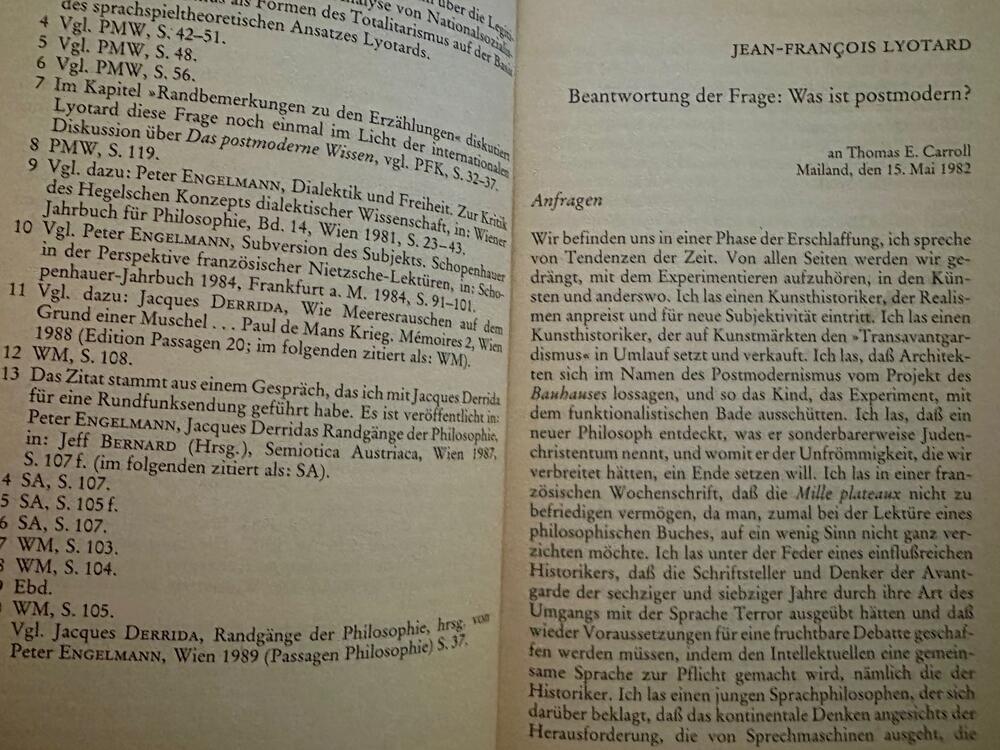 über die Legiti-
als Formen des Totalitarismus auf der Basis
des sprachspieltheoretischen Ansatzes Lyotards.
4 Vgl. PMW, S. 42–51.
5 Vgl. PMW, S. 48.
6 Vgl. PMW, S. 56.
7 Im Kapitel »Randbemerkungen zu den Erzählungen« diskutiert
Lyotard diese Frage noch einmal im Licht der internationalen
Diskussion über Das postmoderne Wissen, vgl. PFK, S. 32–37.
8 PMW, S. 119.
9 Vgl. dazu: Peter ENGELMANN, Dialektik und Freiheit. Zur Kritik
des Hegelschen Konzepts dialektischer Wissenschaft, in: Wiener
Jahrbuch für Philosophie, Bd. 14, Wien 1981, S. 23–43.
10 Vgl. Peter ENGELMANN, Subversion des Subjekts. Schopenhauer
in der Perspektive französischer Nietzsche-Lektüren, in: Scho-
penhauer-Jahrbuch 1984, Frankfurt a. M. 1984, S. 91–101.
11 Vgl. dazu: Jacques DERRIDA, Wie Meeresrauschen auf dem
Grund einer Muschel . . . Paul de Mans Krieg. Mémoires 2, Wien
1988 (Edition Passagen 20; im folgenden zitiert als: WM).
12 WM, S. 108.
13 Das Zitat stammt aus einem Gespräch, das ich mit Jacques Derrida
für eine Rundfunksendung geführt habe. Es ist veröffentlicht in:
Peter ENGELMANN, Jacques Derridas Randgänge der Philosophie,
in: Jeff BERNARD (Hrsg.), Semiotica Austriaca, Wien 1987,
S. 107 f. (im folgenden zitiert als: SA).
4 SA, S. 107.
5 SA, S. 105 f.
6 SA, S. 107.
7 WM, S. 103.
8 WM, S. 104.
9 Ebd.
WM, S. 105.
Vgl. Jacques DERRIDA, Randgänge der Philosophie, hrsg. von
Peter ENGELMANN, Wien 1989 (Passagen Philosophie) S. 37.
JEAN-FRANÇOIS LYOTARD
Beantwortung der Frage: Was ist postmodern?
an Thomas E. Carroll
Mailand, den 15. Mai 1982
Anfragen
Wir befinden uns in einer Phase der Erschlaffung, ich spreche
von Tendenzen der Zeit. Von allen Seiten werden wir ge-
drängt, mit dem Experimentieren aufzuhören, in den Kün-
sten und anderswo. Ich las einen Kunsthistoriker, der Realis-
men anpreist und für neue Subjektivität eintritt. Ich las einen
Kunsthistoriker, der auf Kunstmärkten den »Transavantgar-
dismus« in Umlauf setzt und verkauft. Ich las, daß Architek-
ten sich im Namen des Postmodernismus vom Projekt des
Bauhauses lossagen, und so das Kind, das Experiment, mit
dem funktionalistischen Bade ausschütten. Ich las, daß ein
neuer Philosoph entdeckt, was er sonderbarerweise Juden-
christentum nennt, und womit er der Unfrömmigkeit, die wir
verbreitet hätten, ein Ende setzen will. Ich las in einer fran-
zösischen Wochenschrift, daß die Mille plateaux nicht zu
befriedigen vermögen, da man, zumal bei der Lektüre eines
philosophischen Buches, auf ein wenig Sinn nicht ganz ver-
zichten möchte. Ich las unter der Feder eines einflußreichen
Historikers, daß die Schriftsteller und Denker der Avant-
garde der sechziger und siebziger Jahre durch ihre Art des
Umgangs mit der Sprache Terror ausgeübt hätten und daß
wieder Voraussetzungen für eine fruchtbare Debatte geschaf-
fen werden müssen, indem den Intellektuellen eine gemein-
same Sprache zur Pflicht gemacht wird, nämlich die der
Historiker. Ich las einen jungen Sprachphilosophen, der sich
darüber beklagt, daß das kontinentale Denken angesichts der
Herausforderung, die von Sprechmaschinen ausgeht, die